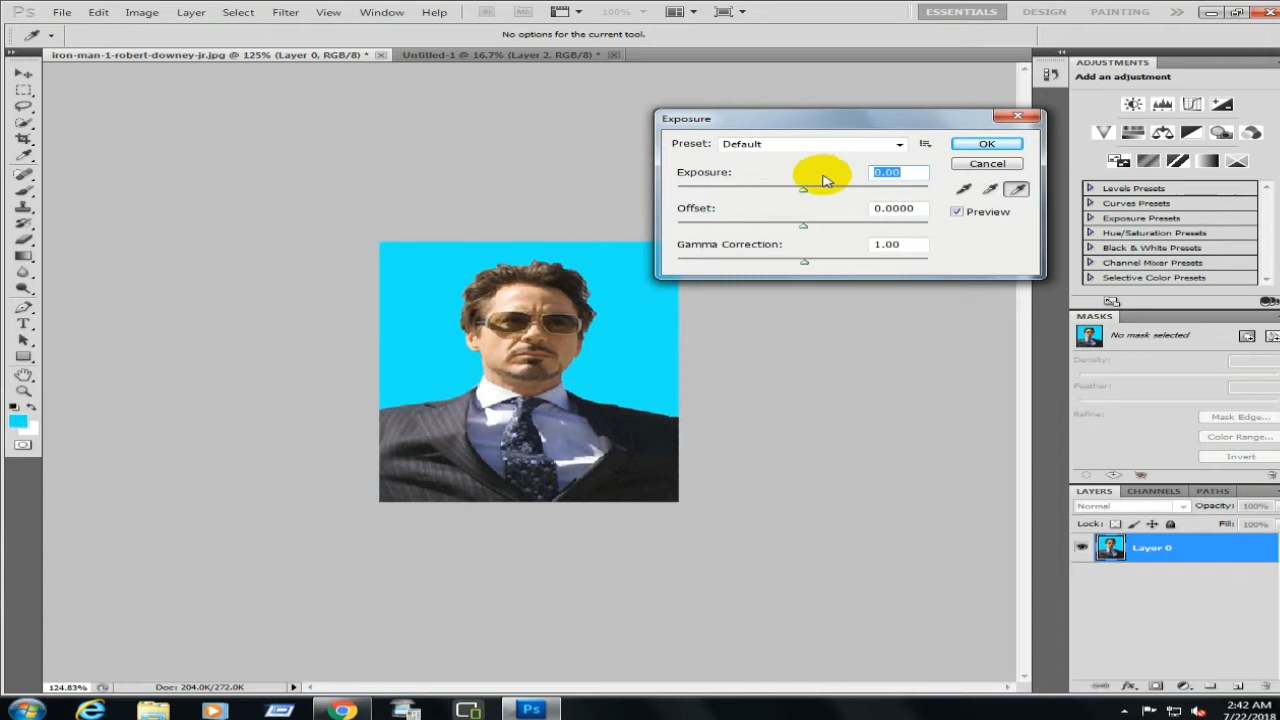 Ps File Edit Image Layer Select Filter View Window Help Br Mb 100% ESSENTIALS DESIGN PAINTING >>
No options for the current tool.
iron-man-1-robert-downey-jr.jpg @ 125% (Layer 0, RGB/8) * Untitled-1 @ 16.7% (Layer 2, RGB/8) *
ADJUSTMENTS
Add an adjustment
Levels Presets
Curves Presets
Exposure Presets
Hue/Saturation Presets
Black & White Presets
Channel Mixer Presets
Selective Color Presets
Exposure
Preset: Default OK
Exposure: 0.00 Cancel
Offset: 0.0000 Preview
Gamma Correction: 1.00
MASKS
No mask selected
Density:
Feather:
Refine: Mask Edge...
Color Range...
Invert
LAYERS CHANNELS PATHS
Normal Opacity: 100%
Lock: Fill: 100%
Layer 0
T
124.83% Doc: 204.0K/272.0K
Ps
2:42 AM
7/22/2018